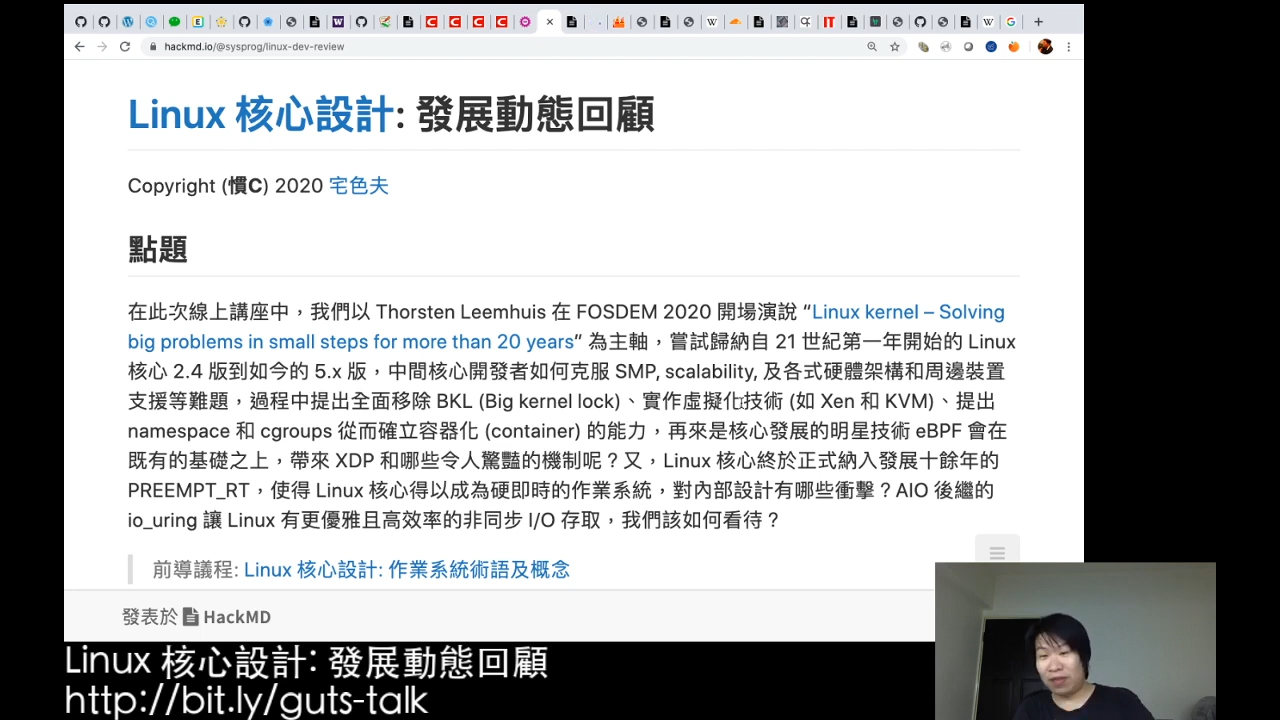 hackmd.io/@sysprog/linux-dev-review
Linux 核心設計: 發展動態回顧
Copyright (慣C) 2020 宅色夫
點題
在此次線上講座中，我們以 Thorsten Leemhuis 在 FOSDEM 2020 開場演說 “Linux kernel – Solving
big problems in small steps for more than 20 years” 為主軸，嘗試歸納自 21 世紀第一年開始的 Linux
核心 2.4 版到如今的 5.x 版，中間核心開發者如何克服 SMP, scalability, 及各式硬體架構和周邊裝置
支援等難題，過程中提出全面移除 BKL (Big kernel lock)、實作虛擬化技術 (如 Xen 和 KVM)、提出
namespace 和 cgroups 從而確立容器化 (container) 的能力，再來是核心發展的明星技術 eBPF 會在
既有的基礎之上，帶來 XDP 和哪些令人驚豔的機制呢？又，Linux 核心終於正式納入發展十餘年的
PREEMPT_RT，使得 Linux 核心得以成為硬即時的作業系統，對內部設計有哪些衝擊？AIO 後繼的
io_uring 讓 Linux 有更優雅且高效率的非同步 I/O 存取，我們該如何看待？
前導議程: Linux 核心設計: 作業系統術語及概念
發表於 HackMD
Linux 核心設計: 發展動態回顧
http://bit.ly/guts-talk